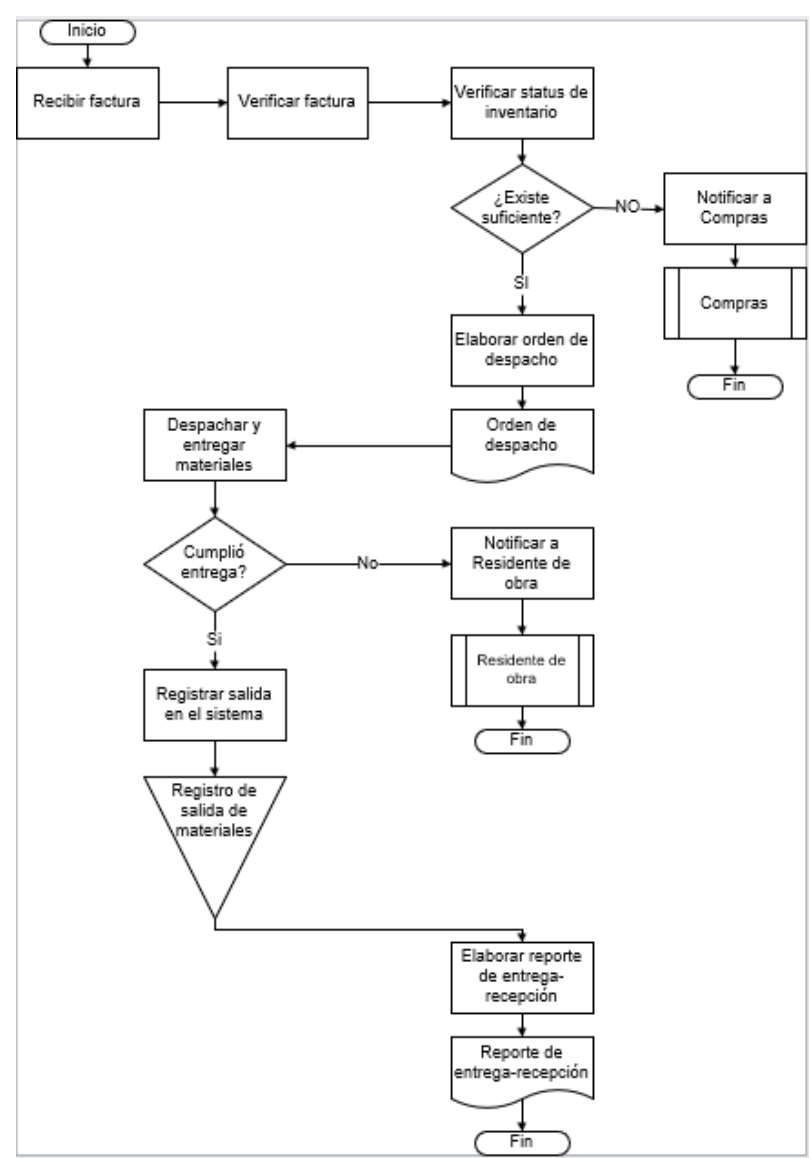 Inicio
Recibir factura
Verificar factura
Verificar status de
inventario
¿Existe
suficiente?
NO
Notificar a
Compras
Compras
Fin
SI
Elaborar orden de
despacho
Orden de
despacho
Despachar y
entregar
materiales
Cumplió
entrega?
No
Notificar a
Residente de
obra
Residente de
obra
Fin
Si
Registrar salida
en el sistema
Registro de
salida de
materiales
Elaborar reporte
de entrega-
recepción
Reporte de
entrega-recepción
Fin